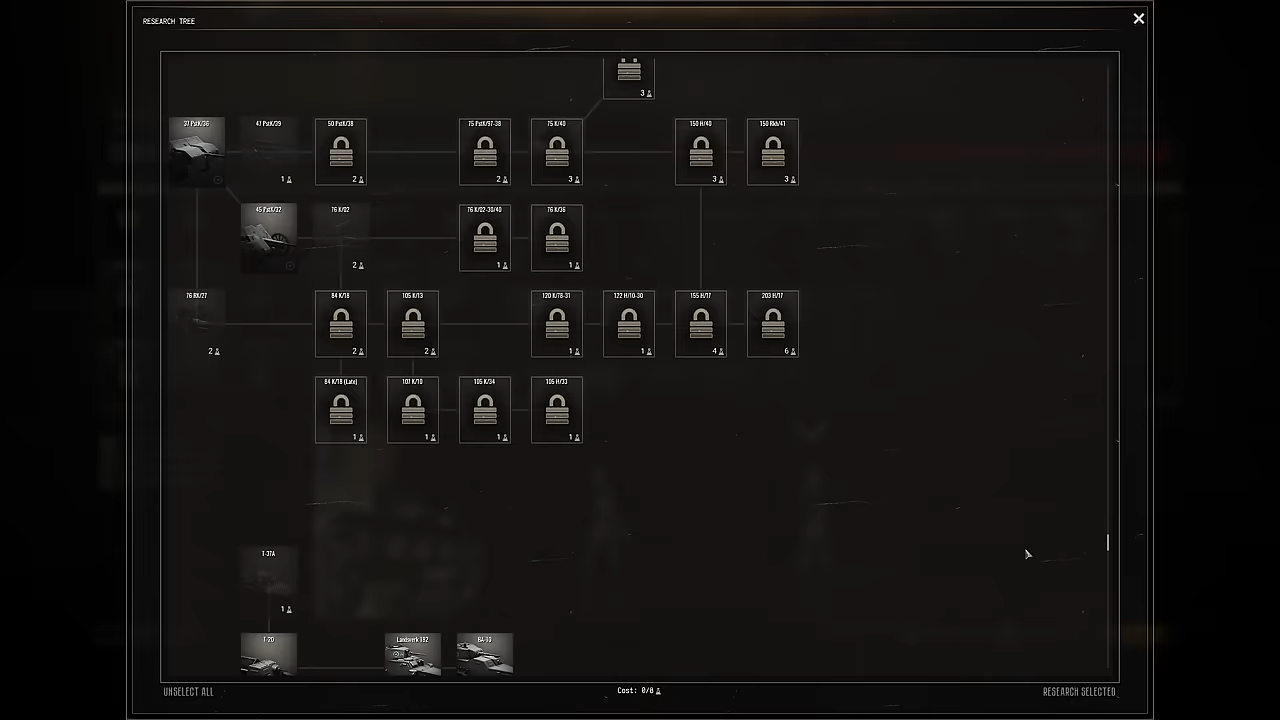 RESEARCH TREE
3
37 PstK/36 47 PstK/39 50 PstK/38 75 PstK/97-38 75 K/40 150 H/40 150 Rkh/41
1 2 2 3 3 3
45 PstK/32 76 K/02 76 K/02-30/40 76 K/36
2 1 1
76 RK/27 84 K/18 105 K/13 120 K/78-31 122 H/10-30 155 H/17 203 H/17
2 2 2 1 1 4 6
84 K/18 (Late) 107 K/10 105 K/34 105 H/33
1 1 1 1
T-37A
1
T-20 Landsverk 182 BA-10
UNSELECT ALL Cost: 0/8 RESEARCH SELECTED